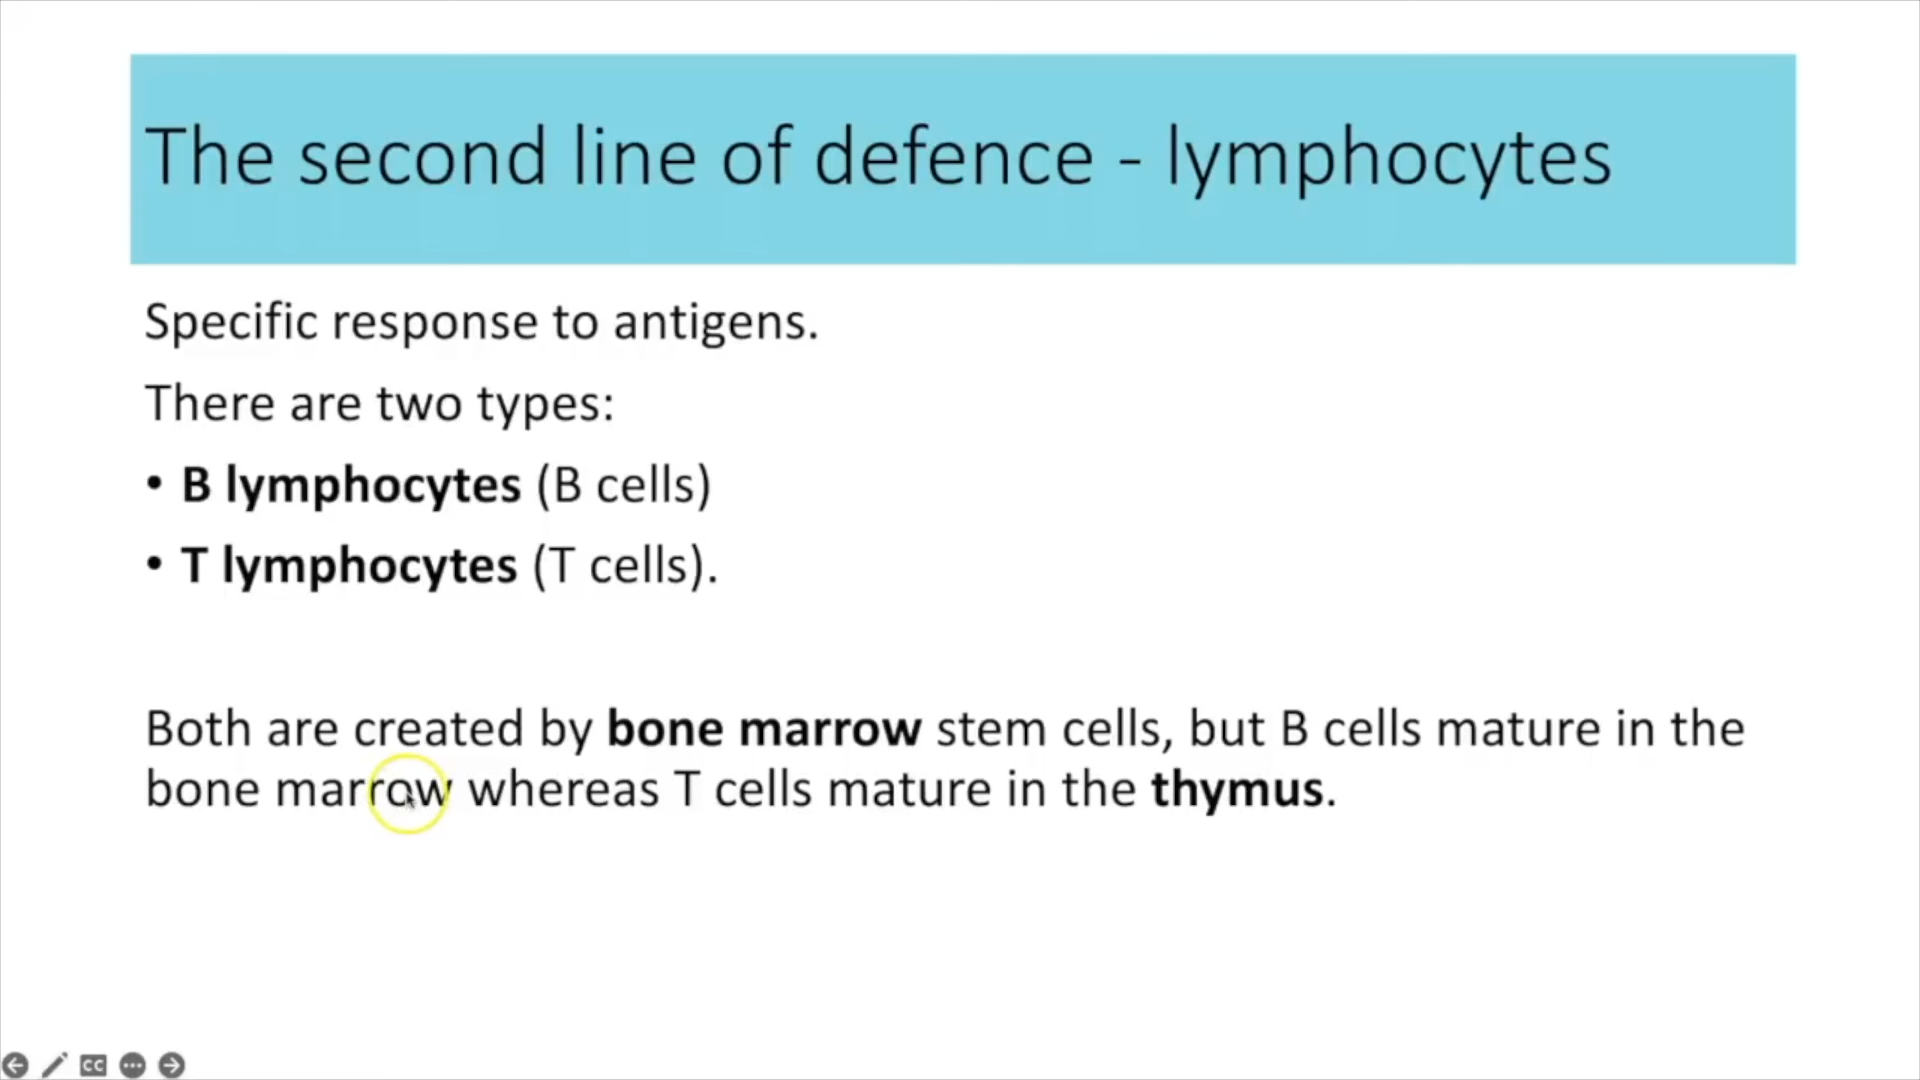 The second line of defence - lymphocytes
Specific response to antigens.
There are two types:
• B lymphocytes (B cells)
• T lymphocytes (T cells).
Both are created by bone marrow stem cells, but B cells mature in the
bone marrow whereas T cells mature in the thymus.
CC